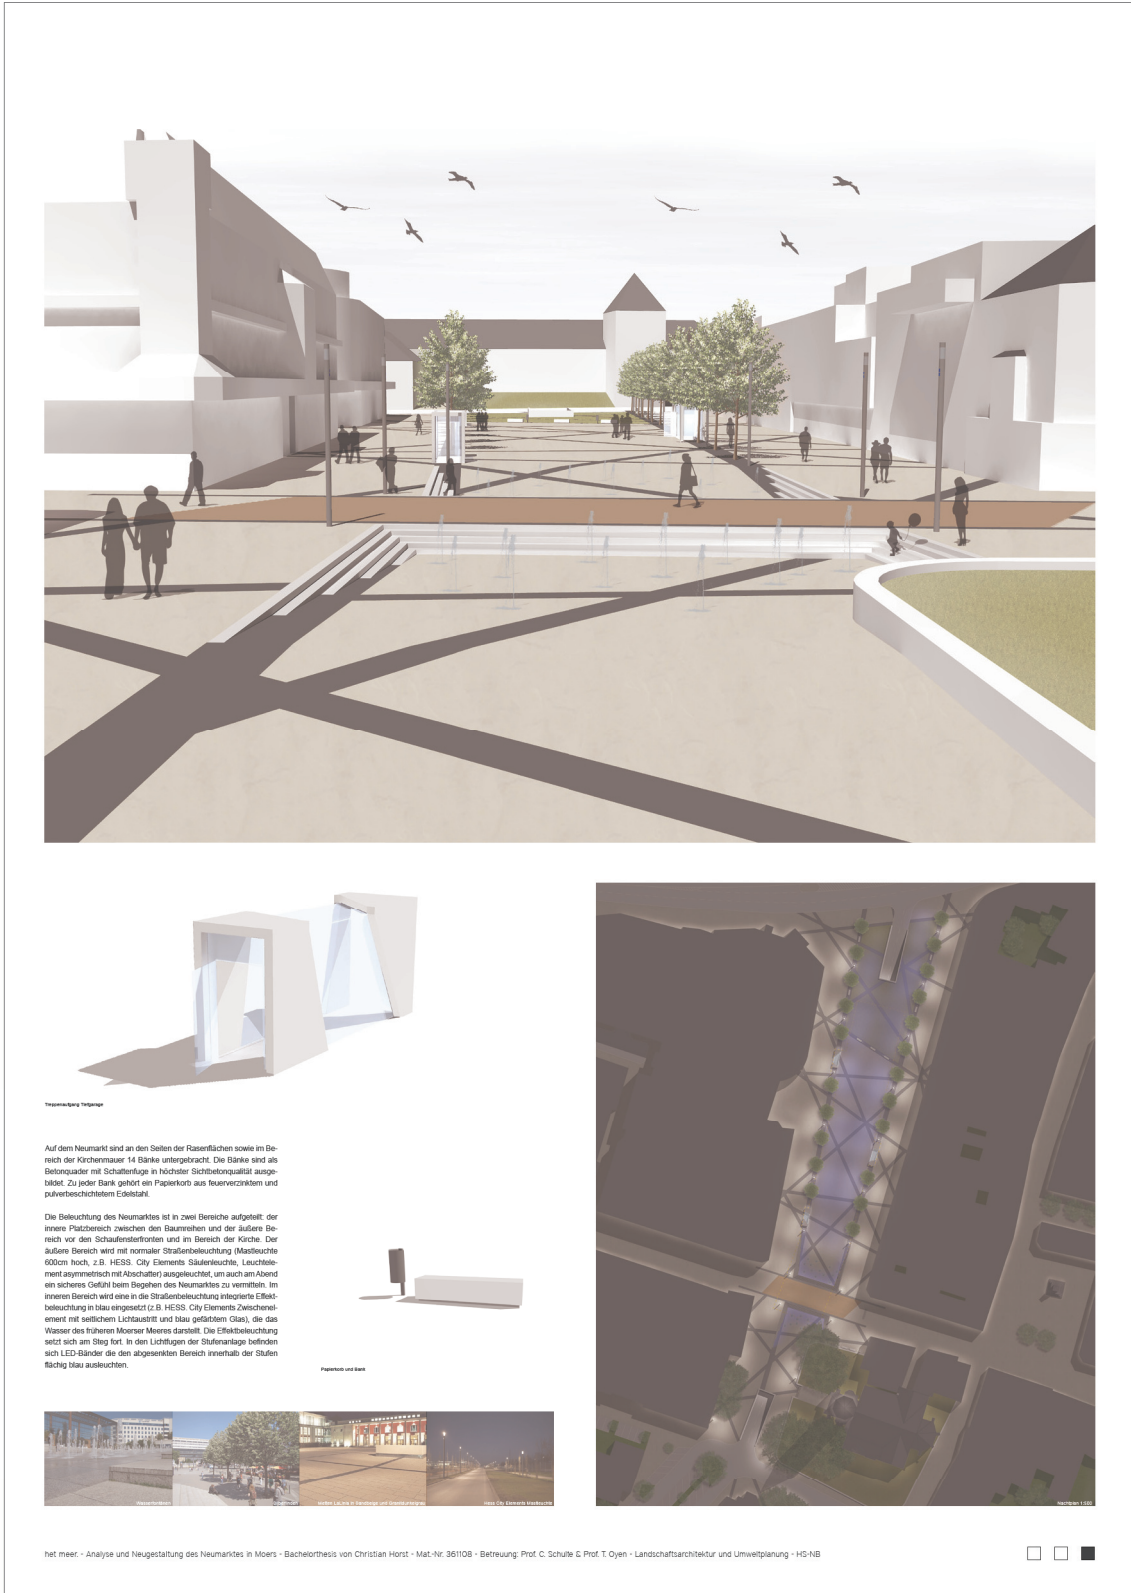 Treppenaufgang Tiefgarage
Auf dem Neumarkt sind an den Seiten der Rasenflächen sowie im Be-
reich der Kirchenmauer 14 Bänke untergebracht. Die Bänke sind als
Betonquader mit Schattenfuge in höchster Sichtbetonqualität ausge-
bildet. Zu jeder Bank gehört ein Papierkorb aus feuerverzinktem und
pulverbeschichtetem Edelstahl.
Die Beleuchtung des Neumarktes ist in zwei Bereiche aufgeteilt: der
innere Platzbereich zwischen den Baumreihen und der äußere Be-
reich vor den Schaufensterfronten und im Bereich der Kirche. Der
äußere Bereich wird mit normaler Straßenbeleuchtung (Mastleuchte
600cm hoch, z.B. HESS. City Elements Säulenleuchte, Leuchtele-
ment asymmetrisch mit Abschatter) ausgeleuchtet, um auch am Abend
ein sicheres Gefühl beim Begehen des Neumarktes zu vermitteln. Im
inneren Bereich wird eine in die Straßenbeleuchtung integrierte Effekt-
beleuchtung in blau eingesetzt (z.B. HESS. City Elements Zwischenel-
ement mit seitlichem Lichtaustritt und blau gefärbtem Glas), die das
Wasser des früheren Moerser Meeres darstellt. Die Effektbeleuchtung
setzt sich am Steg fort. In den Lichtfugen der Stufenanlage befinden
sich LED-Bänder die den abgesenkten Bereich innerhalb der Stufen
flächig blau ausleuchten.
Papierkorb und Bank
Wasserfontänen
Hess City Elements Mastleuchte
Nachtplan 1:500
het meer. - Analyse und Neugestaltung des Neumarktes in Moers - Bachelorthesis von Christian Horst - Mat.-Nr. 361108 - Betreuung: Prof. C. Schulte & Prof. T. Oyen - Landschaftsarchitektur und Umweltplanung - HS-NB